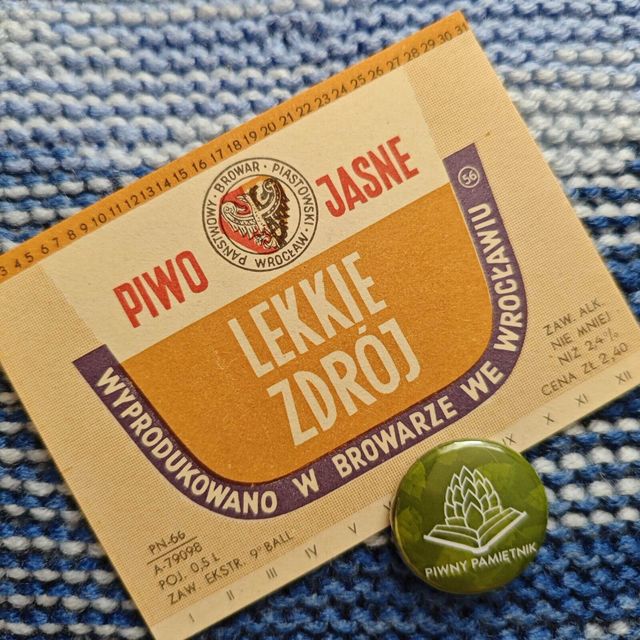 3 4 5 6 7 8 9 10 11 12 13 14 15 16 17 18 19 20 21 22 23 24 25 26 27 28 29 30 31
PIWO JASNE
PAŃSTWOWY · BROWAR · PIASTOWSKI · WROCŁAW ·
LEKKIE
ZDRÓJ
WYPRODUKOWANO W BROWARZE WE WROCŁAWIU
56
ZAW. ALK.
NIE MNIEJ
NIŻ 2,4%
CENA ZŁ 2,40
PN-66
A-79098
POJ. 0,5 L
ZAW. EKSTR. 9° BALL
I II III IV V IX X XI XII
PIWNY PAMIĘTNIK